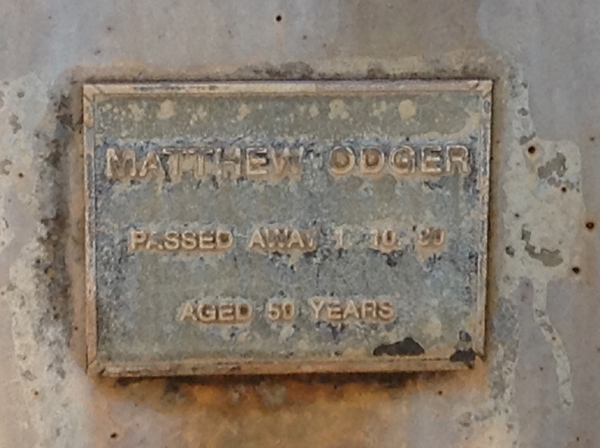 MATTHEW ODGER
PASSED AWAY 1. 10. '90
AGED 50 YEARS